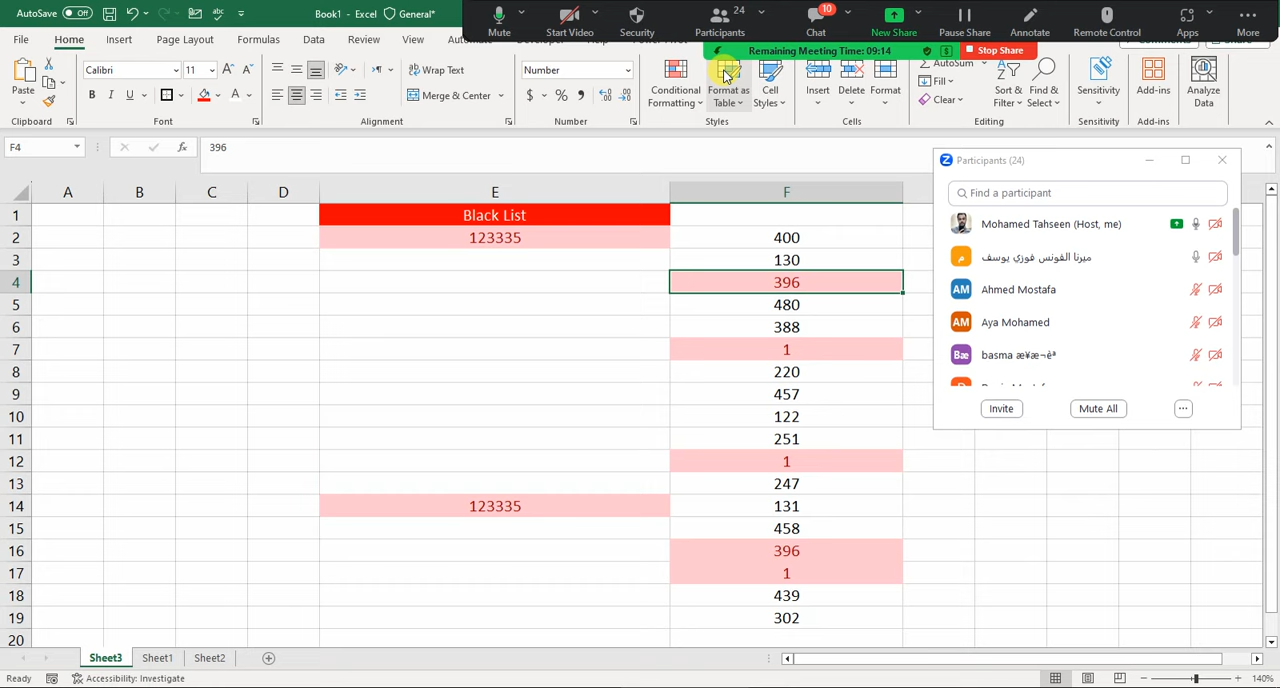 AutoSave Off Book1 - Excel General*
Mute Start Video Security Participants 24 Chat 10 New Share Pause Share Annotate Remote Control Apps More
Remaining Meeting Time: 09:14 Stop Share
File Home Insert Page Layout Formulas Data Review View
Paste Calibri 11 Wrap Text Number Conditional Format as Cell Insert Delete Format AutoSum Sort & Find & Sensitivity Add-ins Analyze
B I U Merge & Center $ % Formatting Table Styles Fill Filter Select Data
Clear
Clipboard Font Alignment Number Styles Cells Editing Sensitivity Add-ins
F4 fx 396
Participants (24)
Find a participant
Mohamed Tahseen (Host, me)
ميرنا الفونس فوزي يوسف
AM Ahmed Mostafa
AM Aya Mohamed
Bæ basma æ¥æ¬êª
Invite Mute All ...
A B C D E F
1 Black List
2 123335 400
3 130
4 396
5 480
6 388
7 1
8 220
9 457
10 122
11 251
12 1
13 247
14 123335 131
15 458
16 396
17 1
18 439
19 302
20
Sheet3 Sheet1 Sheet2
Ready Accessibility: Investigate 140%